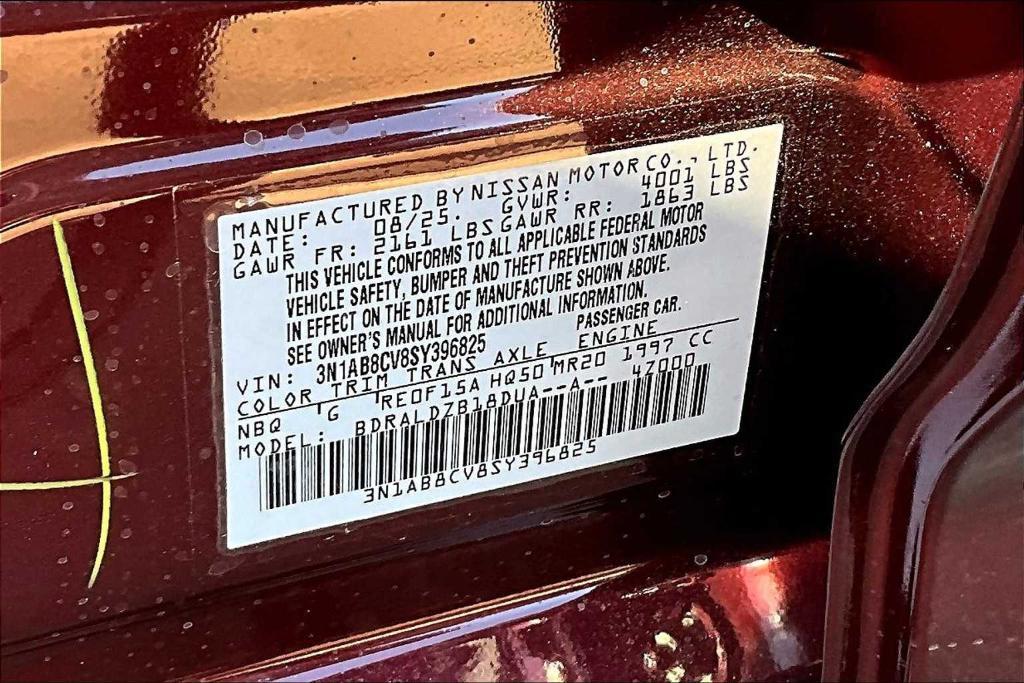 MANUFACTURED BY NISSAN MOTOR CO., LTD.
DATE: 08/25. GVWR: 4001 LBS
GAWR FR: 2161 LBS GAWR RR: 1863 LBS
THIS VEHICLE CONFORMS TO ALL APPLICABLE FEDERAL MOTOR
VEHICLE SAFETY, BUMPER AND THEFT PREVENTION STANDARDS
IN EFFECT ON THE DATE OF MANUFACTURE SHOWN ABOVE.
SEE OWNER'S MANUAL FOR ADDITIONAL INFORMATION.
VIN: 3N1AB8CV8SY396825 PASSENGER CAR.
COLOR TRIM TRANS AXLE ENGINE
NBQ G RE0F15A HQ50 MR20 1997 CC
MODEL: BDRALDZB18DUA--A-- 4Z000
3N1AB8CV8SY396825